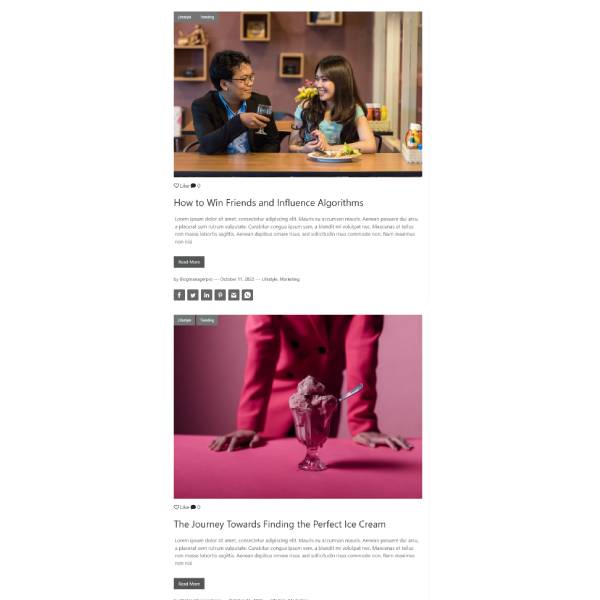 Lifestyle Trending
Like 0
How to Win Friends and Influence Algorithms
Lorem ipsum dolor sit amet, consectetur adipiscing elit. Mauris eu accumsan mauris. Aenean posuere dui arcu,
a placerat sem rutrum vulputate. Curabitur congue ipsum sem, a blandit mi volutpat nec. Maecenas et tellus
non massa lobortis sagittis. Aenean dapibus ornare risus, sed sollicitudin risus commodo non. Nam maximus
non nisl
Read More
by Blogmanagerpro — October 11, 2022 — Lifestyle, Marketing
Lifestyle Trending
Like 0
The Journey Towards Finding the Perfect Ice Cream
Lorem ipsum dolor sit amet, consectetur adipiscing elit. Mauris eu accumsan mauris. Aenean posuere dui arcu,
a placerat sem rutrum vulputate. Curabitur congue ipsum sem, a blandit mi volutpat nec. Maecenas et tellus
non massa lobortis sagittis. Aenean dapibus ornare risus, sed sollicitudin risus commodo non. Nam maximus
non nisl
Read More